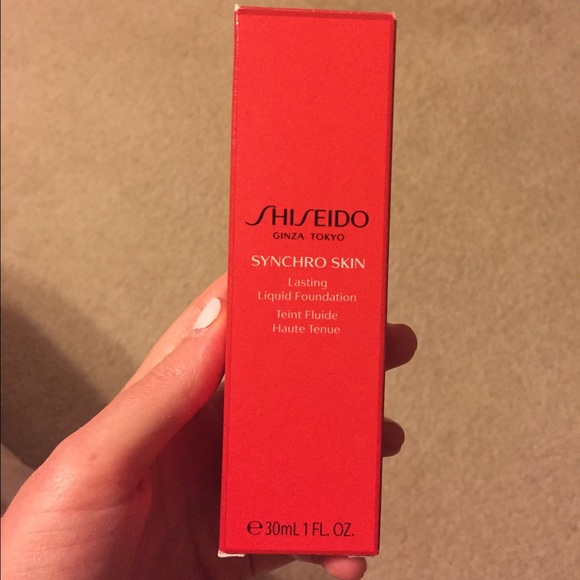 SHISEIDO
GINZA TOKYO
SYNCHRO SKIN
Lasting
Liquid Foundation
Teint Fluide
Haute Tenue
℮30mL 1 FL. OZ.